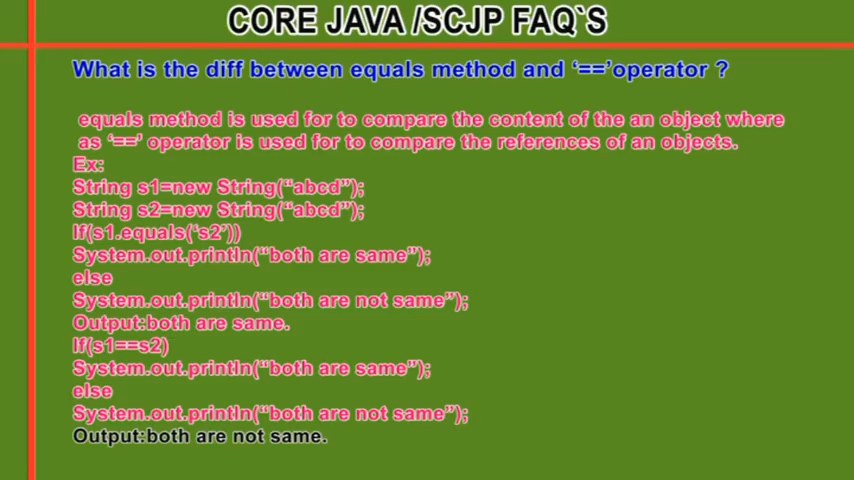 CORE JAVA /SCJP FAQ`S
What is the diff between equals method and ‘==’operator ?
equals method is used for to compare the content of the an object where
as ‘==’ operator is used for to compare the references of an objects.
Ex:
String s1=new String(“abcd”);
String s2=new String(“abcd”);
If(s1.equals(‘s2’))
System.out.println(“both are same”);
else
System.out.println(“both are not same”);
Output:both are same.
If(s1==s2)
System.out.println(“both are same”);
else
System.out.println(“both are not same”);
Output:both are not same.